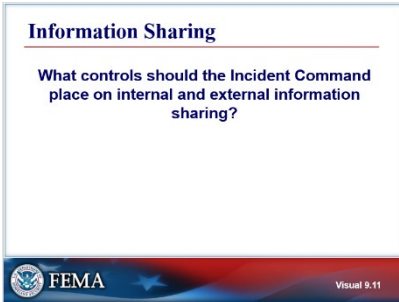 Information Sharing
What controls should the Incident Command
place on internal and external information
sharing?
FEMA
Visual 9.11